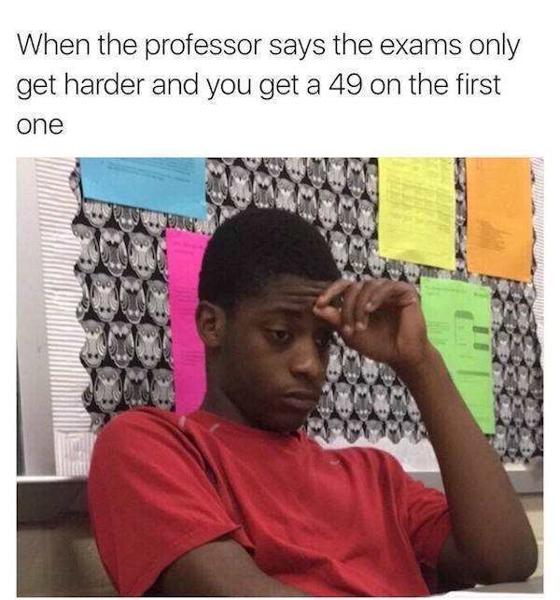 When the professor says the exams only
get harder and you get a 49 on the first
one